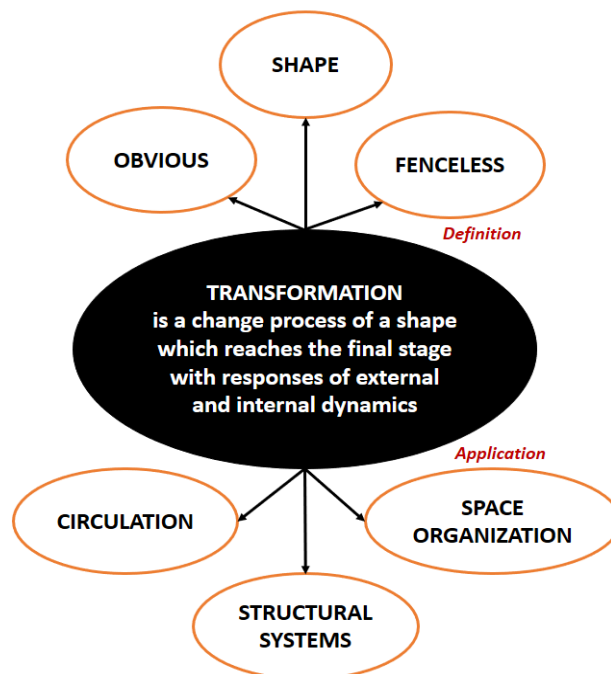 SHAPE
OBVIOUS
FENCELESS
Definition
TRANSFORMATION
is a change process of a shape
which reaches the final stage
with responses of external
and internal dynamics
Application
CIRCULATION
SPACE
ORGANIZATION
STRUCTURAL
SYSTEMS